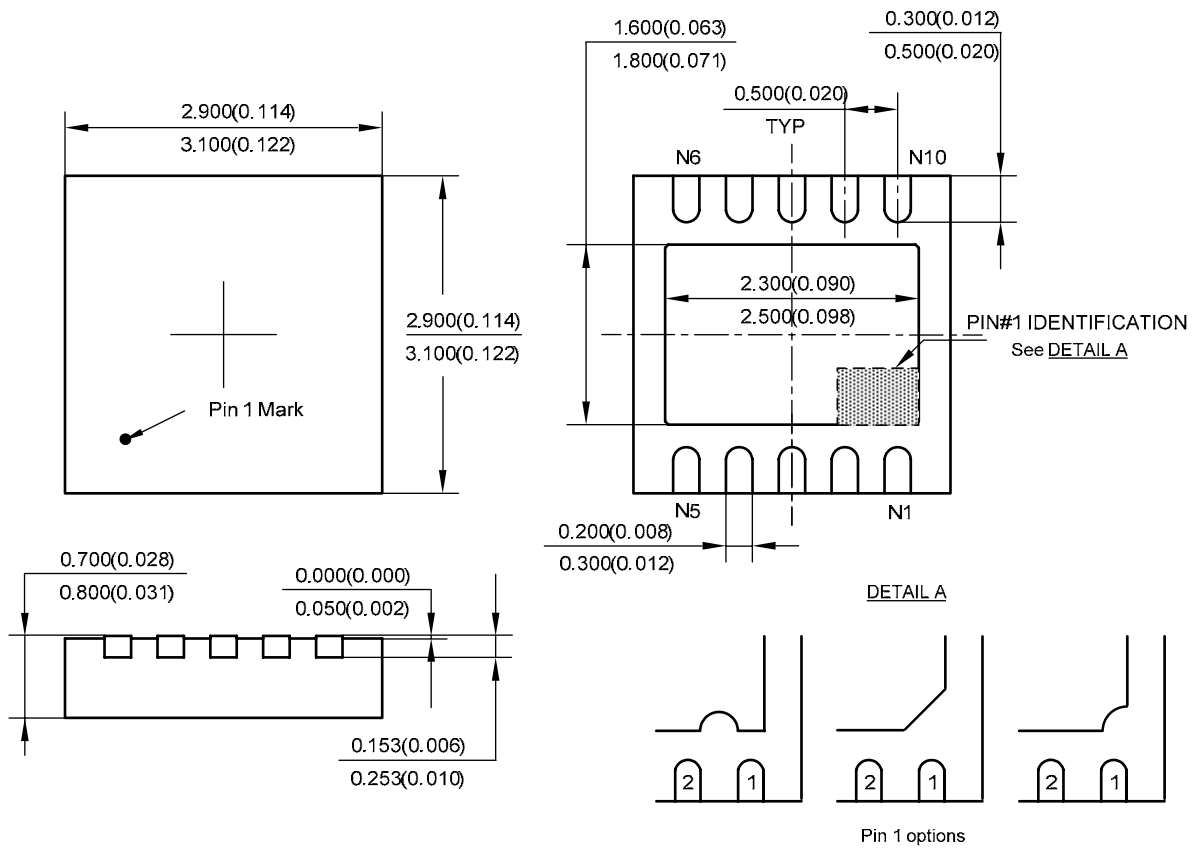 1.600(0.063)
1.800(0.071)
0.300(0.012)
0.500(0.020)
2.900(0.114)
3.100(0.122)
0.500(0.020)
TYP
N6
N10
2.900(0.114)
3.100(0.122)
2.300(0.090)
2.500(0.098)
PIN#1 IDENTIFICATION
See DETAIL A
Pin 1 Mark
N5
N1
0.200(0.008)
0.300(0.012)
0.700(0.028)
0.800(0.031)
0.000(0.000)
0.050(0.002)
0.153(0.006)
0.253(0.010)
DETAIL A
2 1
2 1
2 1
Pin 1 options